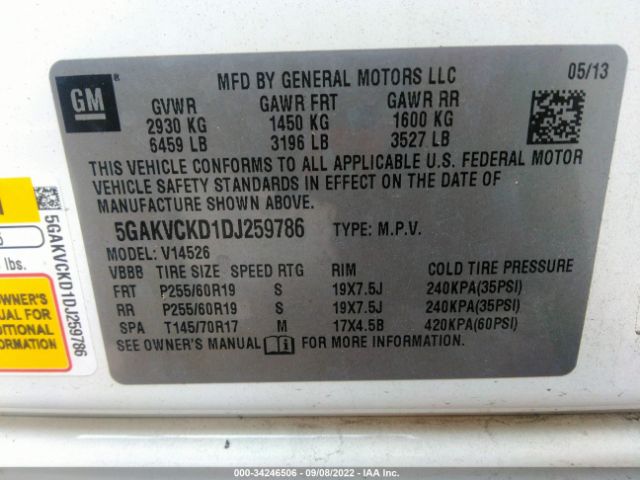 GM
®
MFD BY GENERAL MOTORS LLC
05/13
GVWR GAWR FRT GAWR RR
2930 KG 1450 KG 1600 KG
6459 LB 3196 LB 3527 LB
THIS VEHICLE CONFORMS TO ALL APPLICABLE U.S. FEDERAL MOTOR
VEHICLE SAFETY STANDARDS IN EFFECT ON THE DATE OF
MANUFACTURE SHOWN ABOVE.
5GAKVCKD1DJ259786 TYPE: M.P.V.
MODEL: V14526
VBBB TIRE SIZE SPEED RTG RIM COLD TIRE PRESSURE
FRT P255/60R19 S 19X7.5J 240KPA(35PSI)
RR P255/60R19 S 19X7.5J 240KPA(35PSI)
SPA T145/70R17 M 17X4.5B 420KPA(60PSI)
SEE OWNER'S MANUAL FOR MORE INFORMATION.
5GAKVCKD1DJ259786
lbs.
OWNER'S
MANUAL FOR
ADDITIONAL
INFORMATION
000-34246506 - 09/08/2022 - IAA Inc.